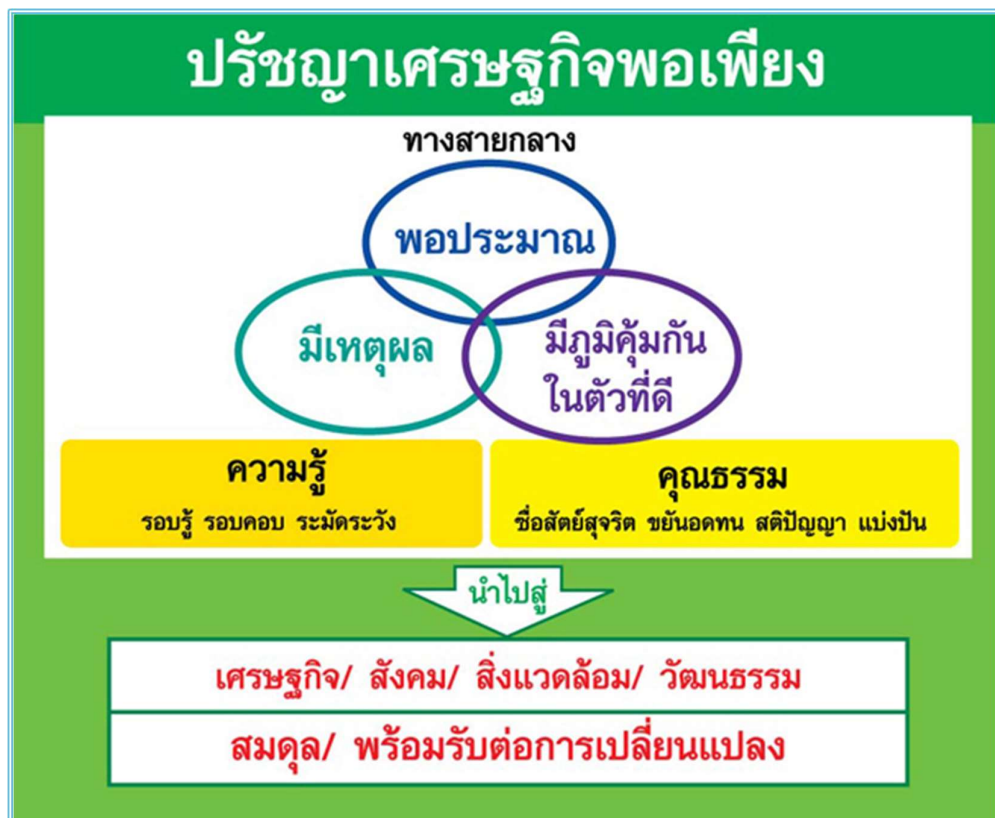 ปรัชญาเศรษฐกิจพอเพียง
ทางสายกลาง
พอประมาณ
มีเหตุผล
มีภูมิคุ้มกัน
ในตัวที่ดี
ความรู้
รอบรู้ รอบคอบ ระมัดระวัง
คุณธรรม
ซื่อสัตย์สุจริต ขยันอดทน สติปัญญา แบ่งปัน
นำไปสู่
เศรษฐกิจ/ สังคม/ สิ่งแวดล้อม/ วัฒนธรรม
สมดุล/ พร้อมรับต่อการเปลี่ยนแปลง